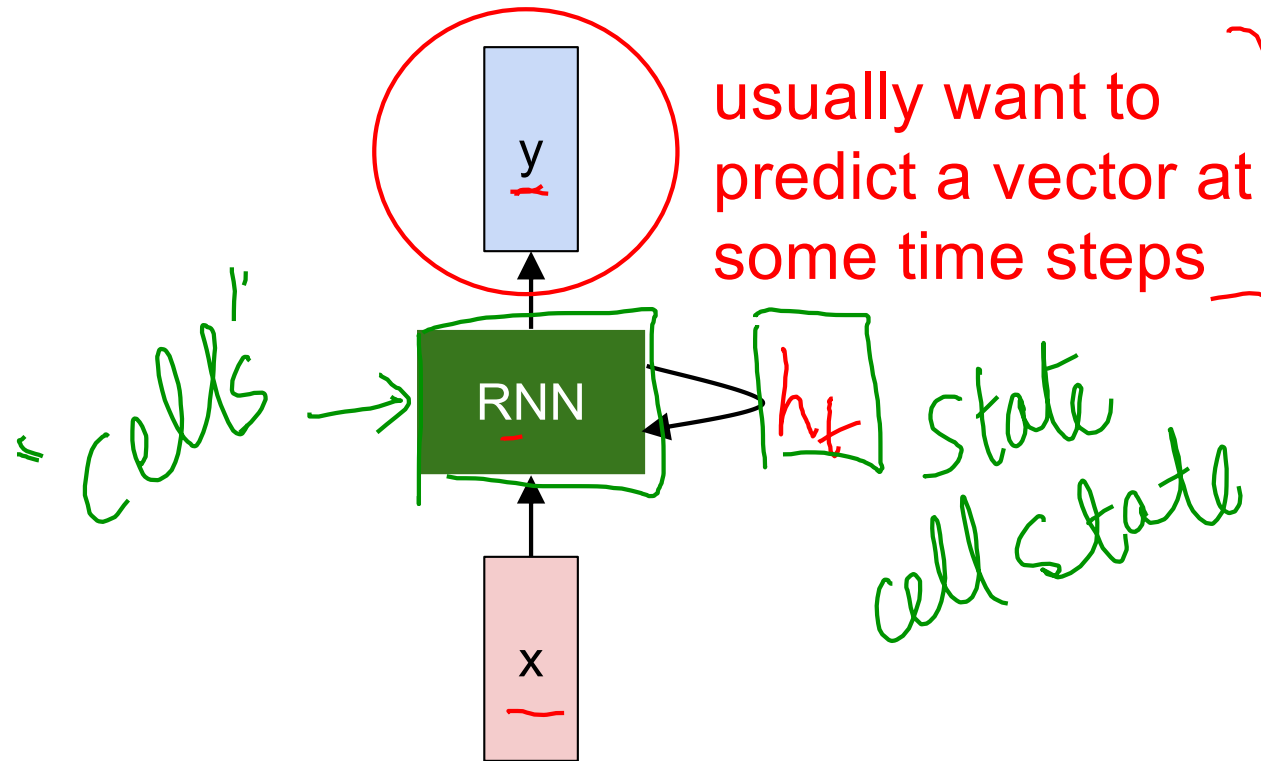 y
usually want to
predict a vector at
some time steps
"cells"
RNN
h_t
state
cell state
x